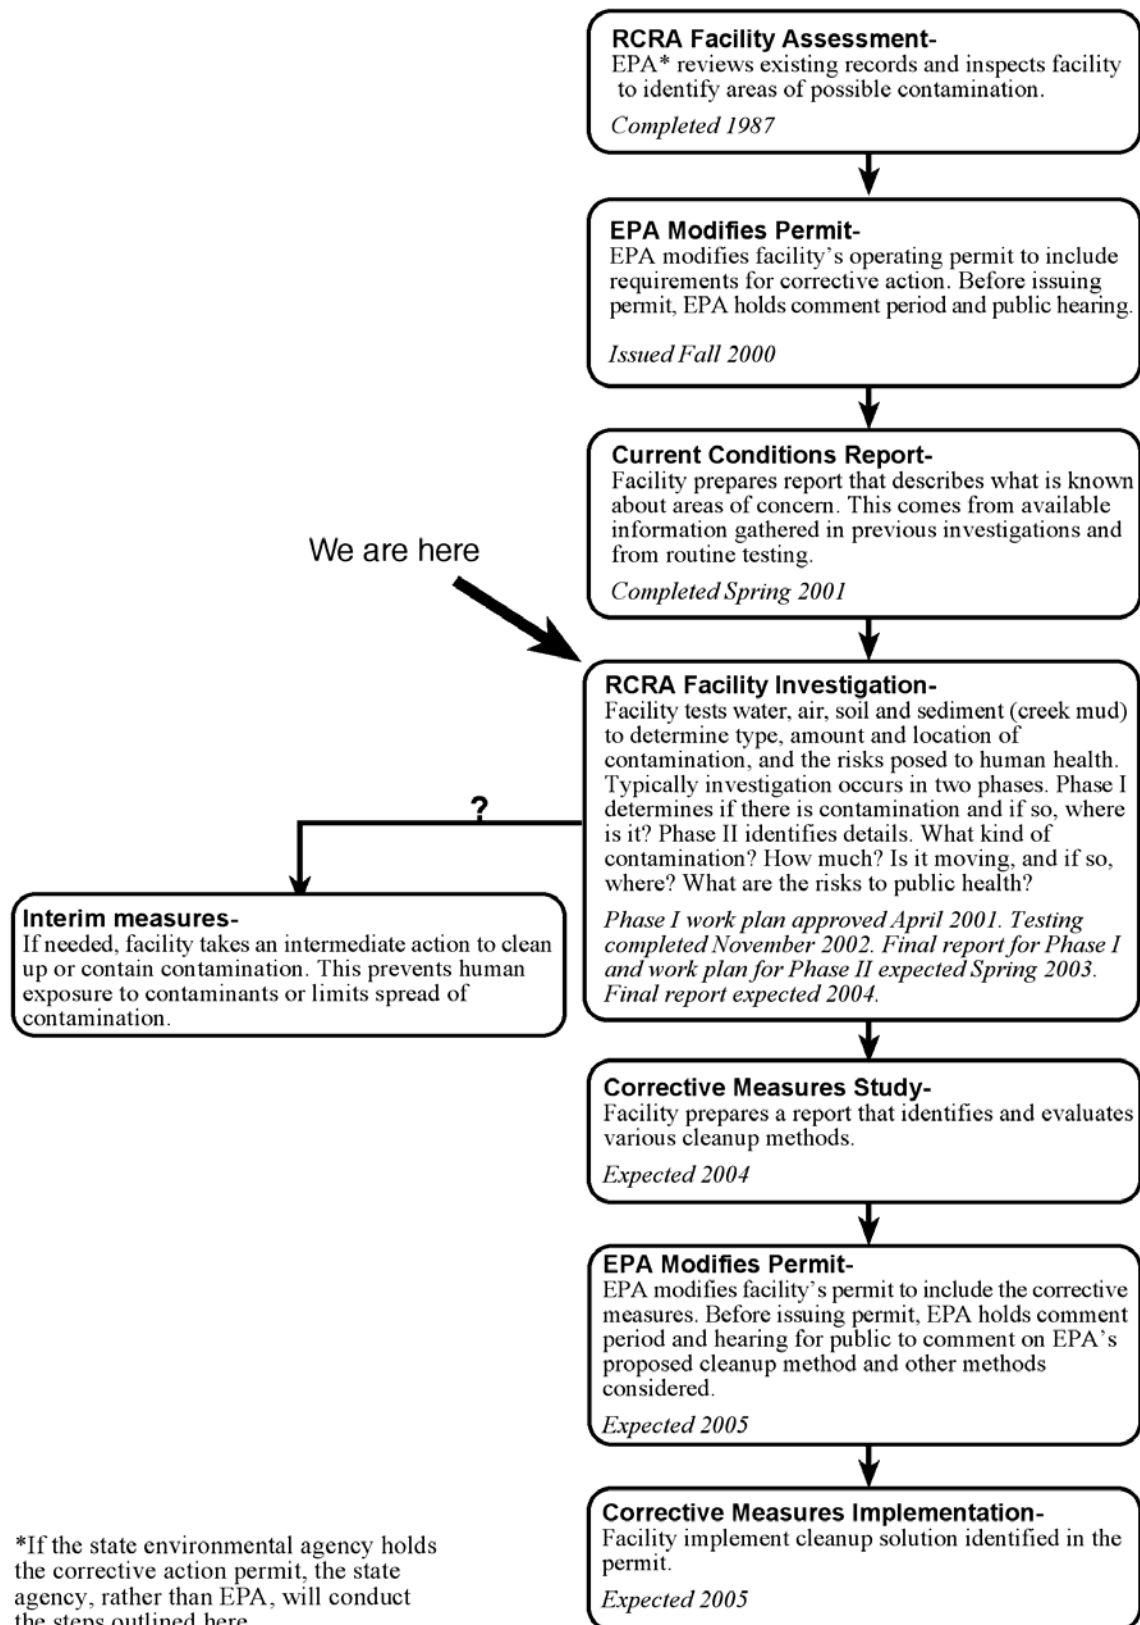 RCRA Facility Assessment-
EPA* reviews existing records and inspects facility
to identify areas of possible contamination.
Completed 1987
EPA Modifies Permit-
EPA modifies facility's operating permit to include
requirements for corrective action. Before issuing
permit, EPA holds comment period and public hearing.
Issued Fall 2000
Current Conditions Report-
Facility prepares report that describes what is known
about areas of concern. This comes from available
information gathered in previous investigations and
from routine testing.
Completed Spring 2001
We are here
RCRA Facility Investigation-
Facility tests water, air, soil and sediment (creek mud)
to determine type, amount and location of
contamination, and the risks posed to human health.
Typically investigation occurs in two phases. Phase I
determines if there is contamination and if so, where
is it? Phase II identifies details. What kind of
contamination? How much? Is it moving, and if so,
where? What are the risks to public health?
Phase I work plan approved April 2001. Testing
completed November 2002. Final report for Phase I
and work plan for Phase II expected Spring 2003.
Final report expected 2004.
?
Interim measures-
If needed, facility takes an intermediate action to clean
up or contain contamination. This prevents human
exposure to contaminants or limits spread of
contamination.
Corrective Measures Study-
Facility prepares a report that identifies and evaluates
various cleanup methods.
Expected 2004
EPA Modifies Permit-
EPA modifies facility's permit to include the corrective
measures. Before issuing permit, EPA holds comment
period and hearing for public to comment on EPA's
proposed cleanup method and other methods
considered.
Expected 2005
Corrective Measures Implementation-
Facility implement cleanup solution identified in the
permit.
Expected 2005
*If the state environmental agency holds
the corrective action permit, the state
agency, rather than EPA, will conduct
the steps outlined here